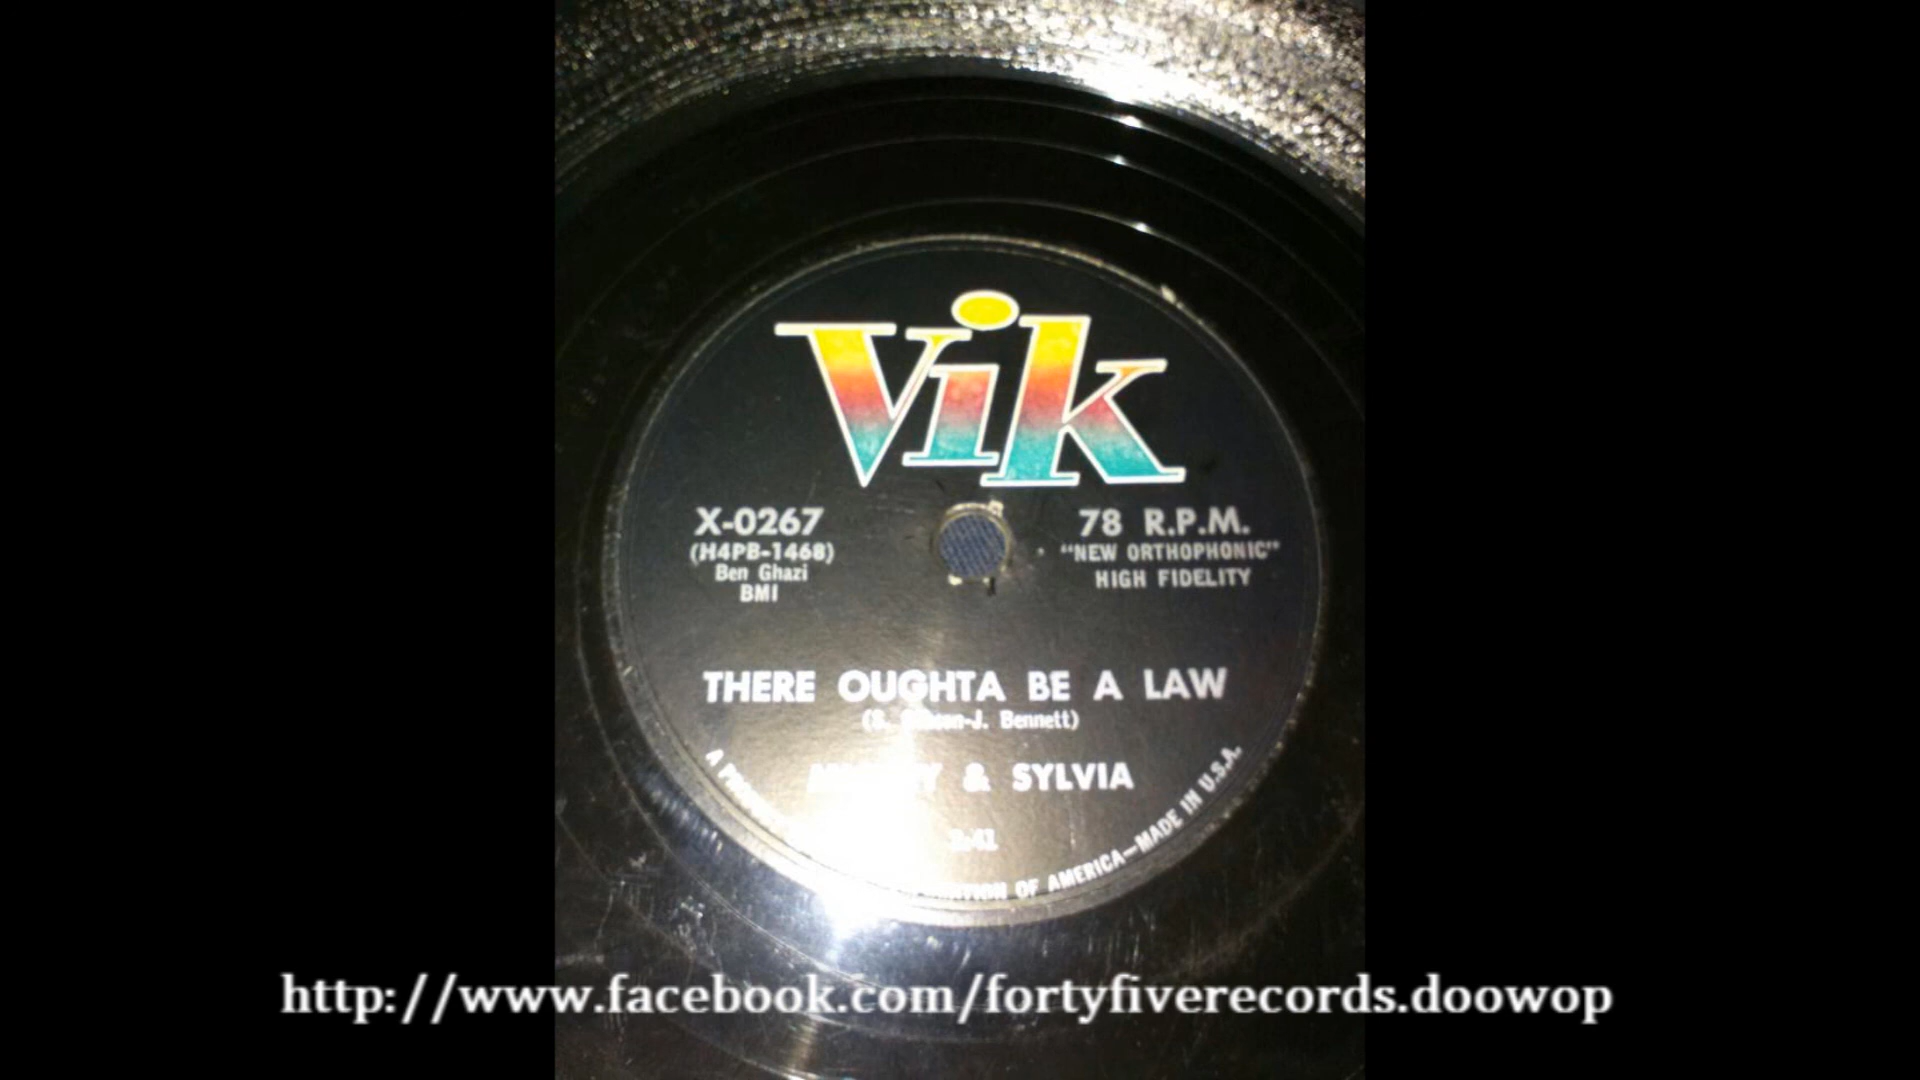 Vik
X-0267
(H4PB-1468)
Ben Ghazi
BMI
78 R.P.M.
"NEW ORTHOPHONIC"
HIGH FIDELITY
THERE OUGHTA BE A LAW
J. Bennett)
& SYLVIA
A
OF AMERICA—MADE IN U.S.A.
http://www.facebook.com/fortyfiverecords.doowop